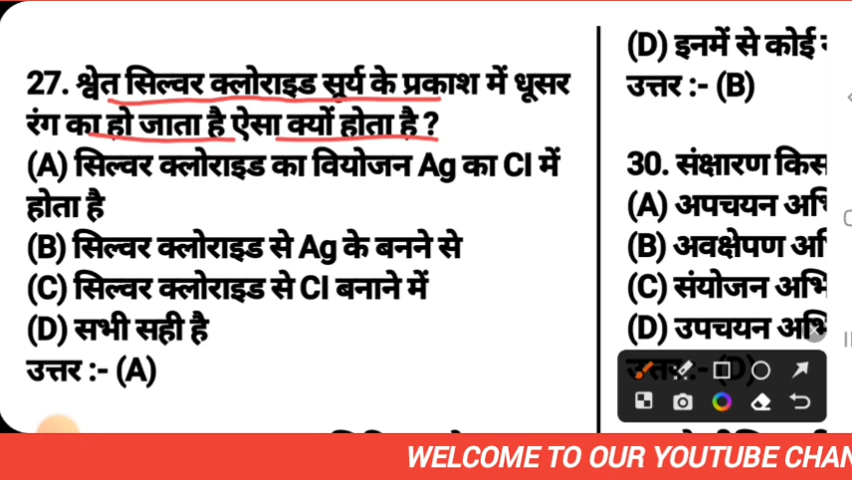 27. श्वेत सिल्वर क्लोराइड सूर्य के प्रकाश में धूसर
रंग का हो जाता है ऐसा क्यों होता है ?
(A) सिल्वर क्लोराइड का वियोजन Ag का Cl में
होता है
(B) सिल्वर क्लोराइड से Ag के बनने से
(C) सिल्वर क्लोराइड से Cl बनाने में
(D) सभी सही है
उत्तर :- (A)
(D) इनमें से कोई
उत्तर :- (B)
30. संक्षारण किस
(A) अपचयन
(B) अवक्षेपण
(C) संयोजन
(D) उपचयन
उत्तर :- (D)
WELCOME TO OUR YOUTUBE CHAN